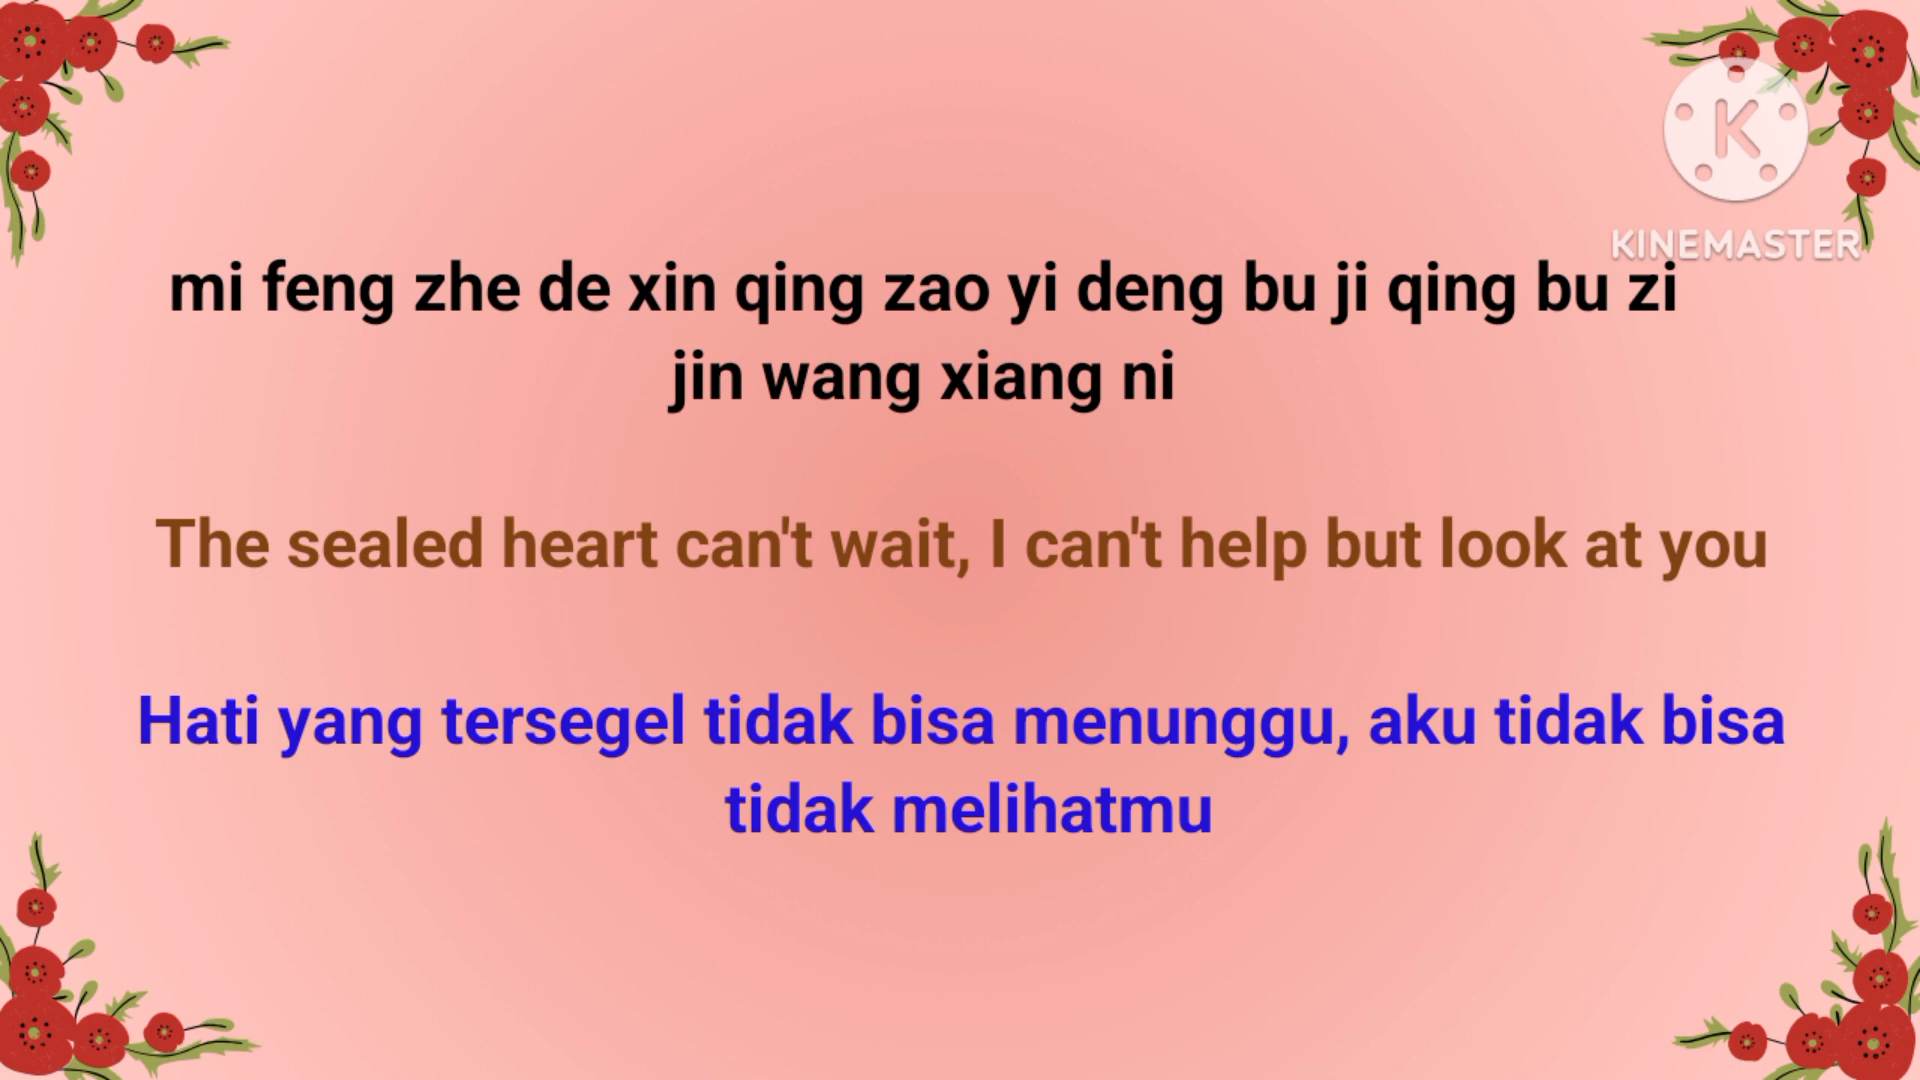 K
KINEMASTER
mi feng zhe de xin qing zao yi deng bu ji qing bu zi
jin wang xiang ni
The sealed heart can't wait, I can't help but look at you
Hati yang tersegel tidak bisa menunggu, aku tidak bisa
tidak melihatmu